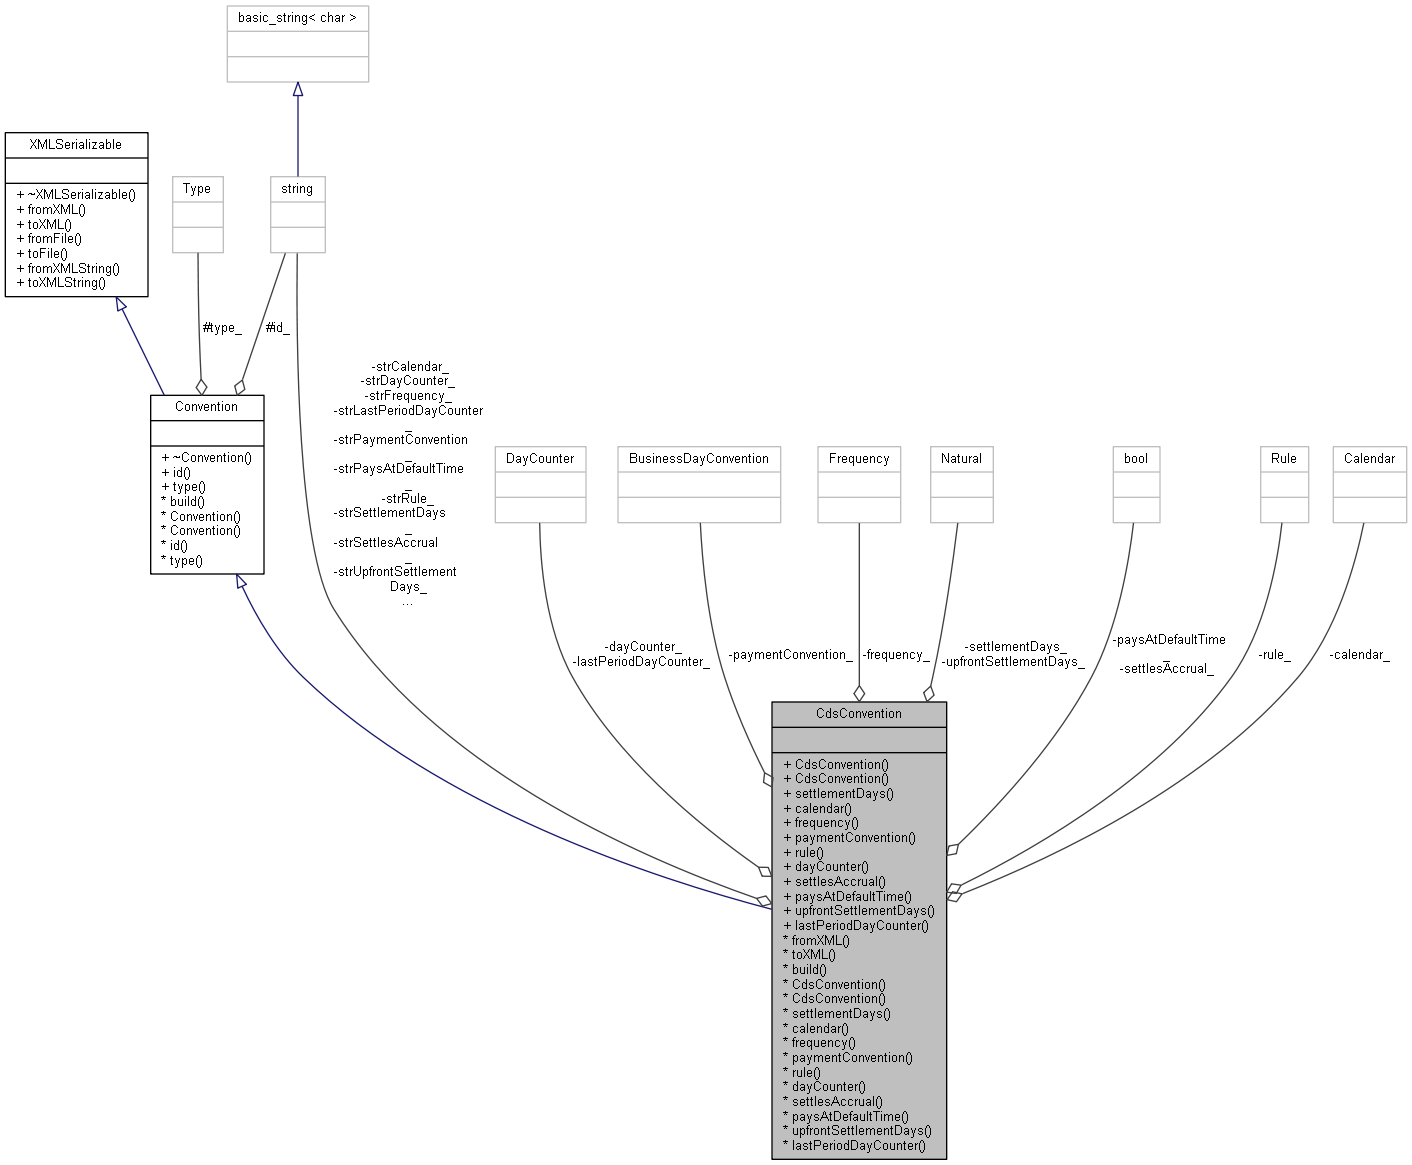 basic_string< char >
XMLSerializable
+ ~XMLSerializable()
+ fromXML()
+ toXML()
+ fromFile()
+ toFile()
+ fromXMLString()
+ toXMLString()
Type
string
#type_
#id_
Convention
+ ~Convention()
+ id()
+ type()
* build()
* Convention()
* Convention()
* id()
* type()
-strCalendar_
-strDayCounter_
-strFrequency_
-strLastPeriodDayCounter
_
-strPaymentConvention
_
-strPaysAtDefaultTime
_
-strRule_
-strSettlementDays
_
-strSettlesAccrual
_
-strUpfrontSettlement
Days_
...
DayCounter
BusinessDayConvention
Frequency
Natural
bool
Rule
Calendar
-dayCounter_
-lastPeriodDayCounter_
-paymentConvention_
-frequency_
-settlementDays_
-upfrontSettlementDays_
-paysAtDefaultTime
_
-settlesAccrual_
-rule_
-calendar_
CdsConvention
+ CdsConvention()
+ CdsConvention()
+ settlementDays()
+ calendar()
+ frequency()
+ paymentConvention()
+ rule()
+ dayCounter()
+ settlesAccrual()
+ paysAtDefaultTime()
+ upfrontSettlementDays()
+ lastPeriodDayCounter()
* fromXML()
* toXML()
* build()
* CdsConvention()
* CdsConvention()
* settlementDays()
* calendar()
* frequency()
* paymentConvention()
* rule()
* dayCounter()
* settlesAccrual()
* paysAtDefaultTime()
* upfrontSettlementDays()
* lastPeriodDayCounter()